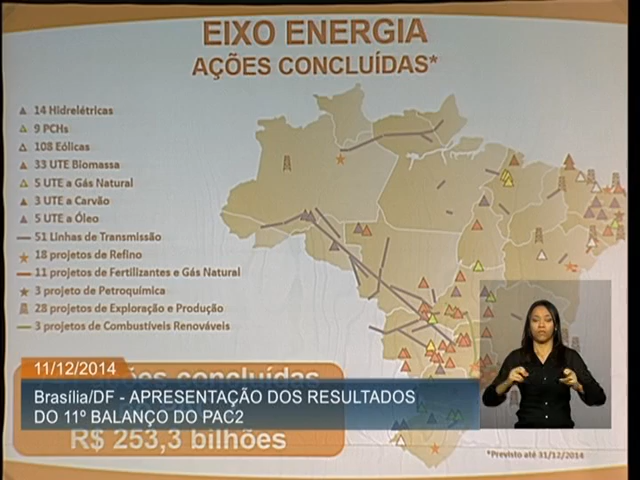 EIXO ENERGIA
AÇÕES CONCLUÍDAS*
14 Hidrelétricas
9 PCHs
108 Eólicas
33 UTE Biomassa
5 UTE a Gás Natural
3 UTE a Carvão
5 UTE a Óleo
51 Linhas de Transmissão
18 projetos de Refino
11 projetos de Fertilizantes e Gás Natural
3 projeto de Petroquímica
28 projetos de Exploração e Produção
3 projetos de Combustíveis Renováveis
11/12/2014
concluídas
Brasília/DF - APRESENTAÇÃO DOS RESULTADOS
DO 11º BALANÇO DO PAC2
R$ 253,3 bilhões
*Previsto até 31/12/2014